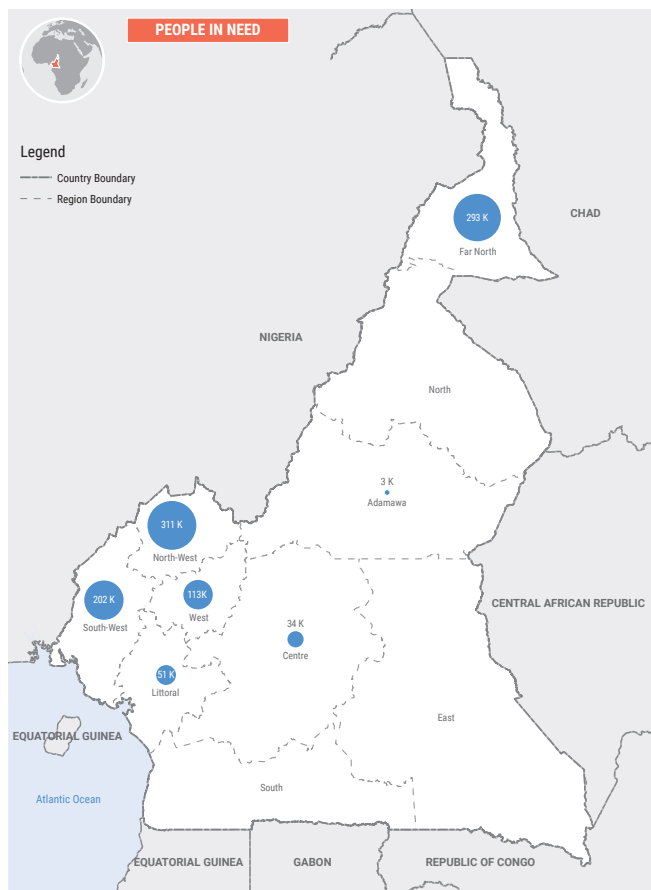 PEOPLE IN NEED
Legend
Country Boundary
Region Boundary
293 K
Far North
CHAD
NIGERIA
North
3 K
Adamawa
311 K
North-West
202 K
South-West
113K
West
34 K
Centre
CENTRAL AFRICAN REPUBLIC
51 K
Littoral
East
EQUATORIAL GUINEA
South
Atlantic Ocean
EQUATORIAL GUINEA
GABON
REPUBLIC OF CONGO